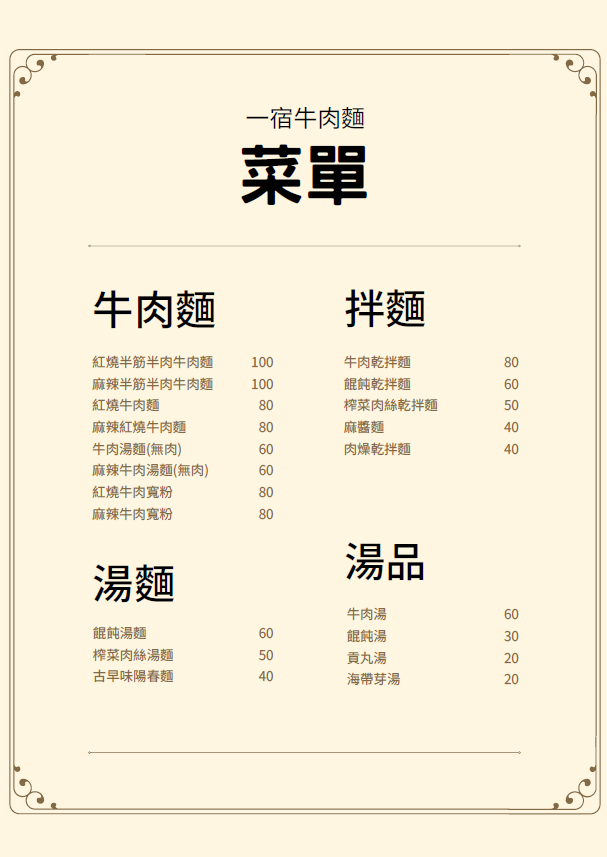 一宿牛肉麵
菜單
牛肉麵
紅燒半筋半肉牛肉麵 100
麻辣半筋半肉牛肉麵 100
紅燒牛肉麵 80
麻辣紅燒牛肉麵 80
牛肉湯麵(無肉) 60
麻辣牛肉湯麵(無肉) 60
紅燒牛肉寬粉 80
麻辣牛肉寬粉 80
湯麵
餛飩湯麵 60
榨菜肉絲湯麵 50
古早味陽春麵 40
拌麵
牛肉乾拌麵 80
餛飩乾拌麵 60
榨菜肉絲乾拌麵 50
麻醬麵 40
肉燥乾拌麵 40
湯品
牛肉湯 60
餛飩湯 30
貢丸湯 20
海帶芽湯 20